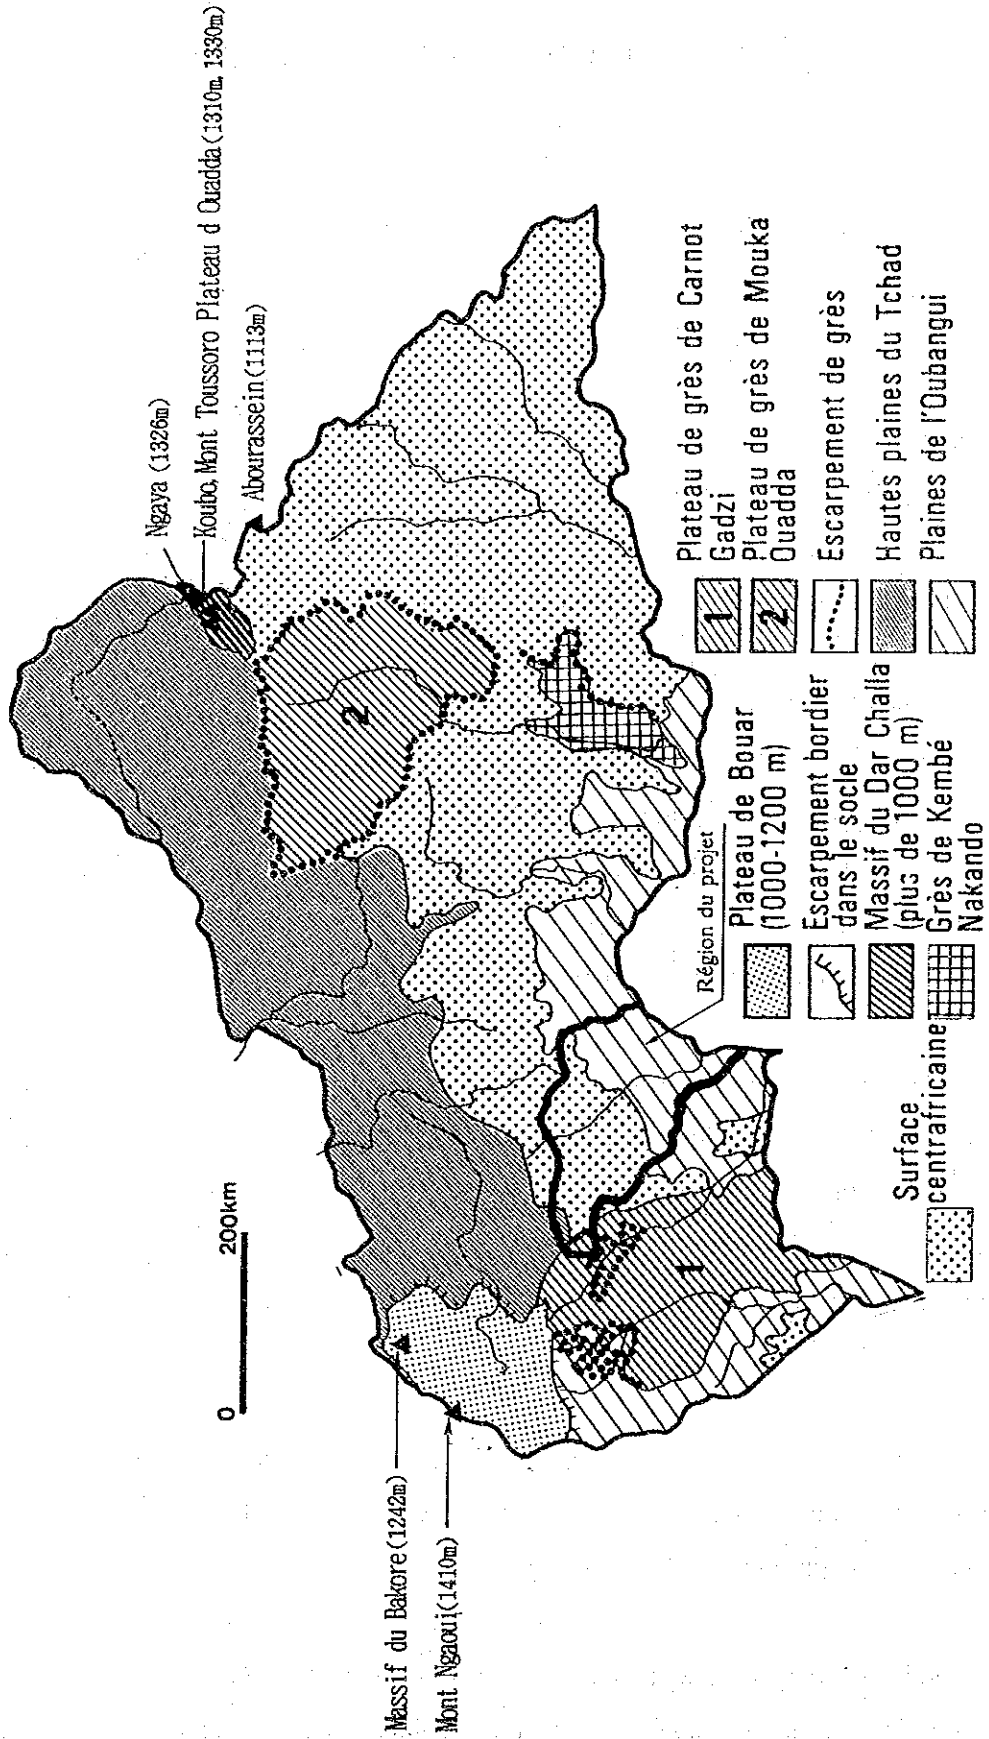 Ngaya (1326m)
Koubo, Mont Toussoro Plateau d Ouadda (1310m, 1330m)
Abourassein (1113m)
Massif du Bakore (1242m)
Mont Ngaoui (1410m)
0 200km
2
1
Région du projet
Surface
centrafricaine
Plateau de Bouar
(1000-1200 m)
Escarpement bordier
dans le socle
Massif du Dar Challa
(plus de 1000 m)
Grès de Kembé
Nakando
1
Plateau de grès de Carnot
Gadzi
2
Plateau de grès de Mouka
Ouadda
Escarpement de grès
Hautes plaines du Tchad
Plaines de l'Oubangui